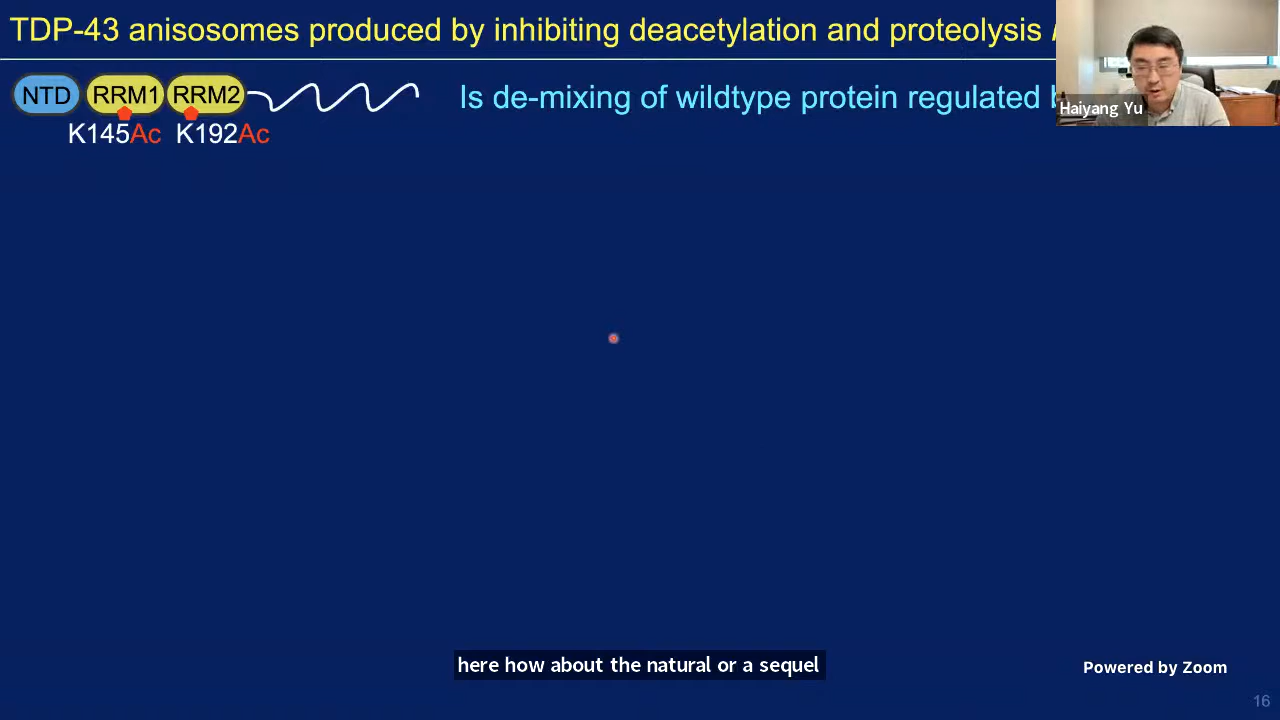 TDP-43 anisosomes produced by inhibiting deacetylation and proteolysis
NTD RRM1 RRM2
Is de-mixing of wildtype protein regulated
Haiyang Yu
K145Ac K192Ac
here how about the natural or a sequel
Powered by Zoom
16